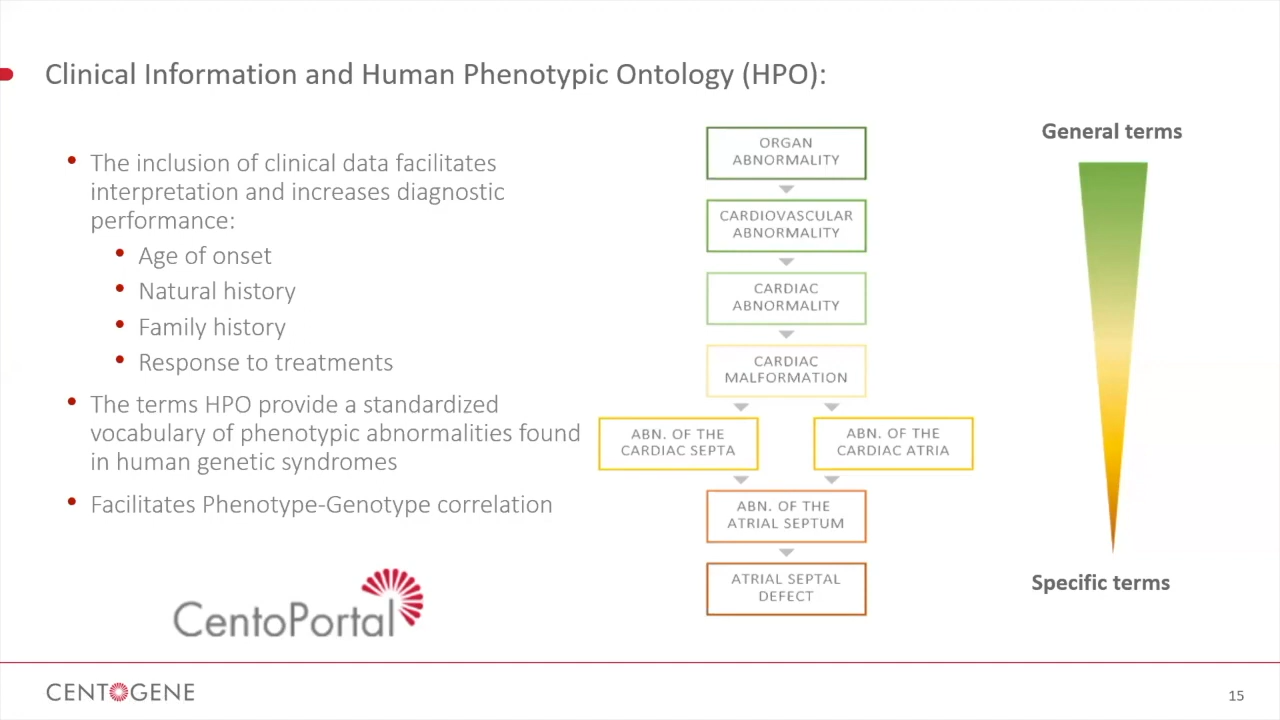 Clinical Information and Human Phenotypic Ontology (HPO):
• The inclusion of clinical data facilitates
interpretation and increases diagnostic
performance:
• Age of onset
• Natural history
• Family history
• Response to treatments
• The terms HPO provide a standardized
vocabulary of phenotypic abnormalities found
in human genetic syndromes
• Facilitates Phenotype-Genotype correlation
CentoPortal
ORGAN
ABNORMALITY
CARDIOVASCULAR
ABNORMALITY
CARDIAC
ABNORMALITY
CARDIAC
MALFORMATION
ABN. OF THE
CARDIAC SEPTA
ABN. OF THE
CARDIAC ATRIA
ABN. OF THE
ATRIAL SEPTUM
ATRIAL SEPTAL
DEFECT
General terms
Specific terms
CENTOGENE
15